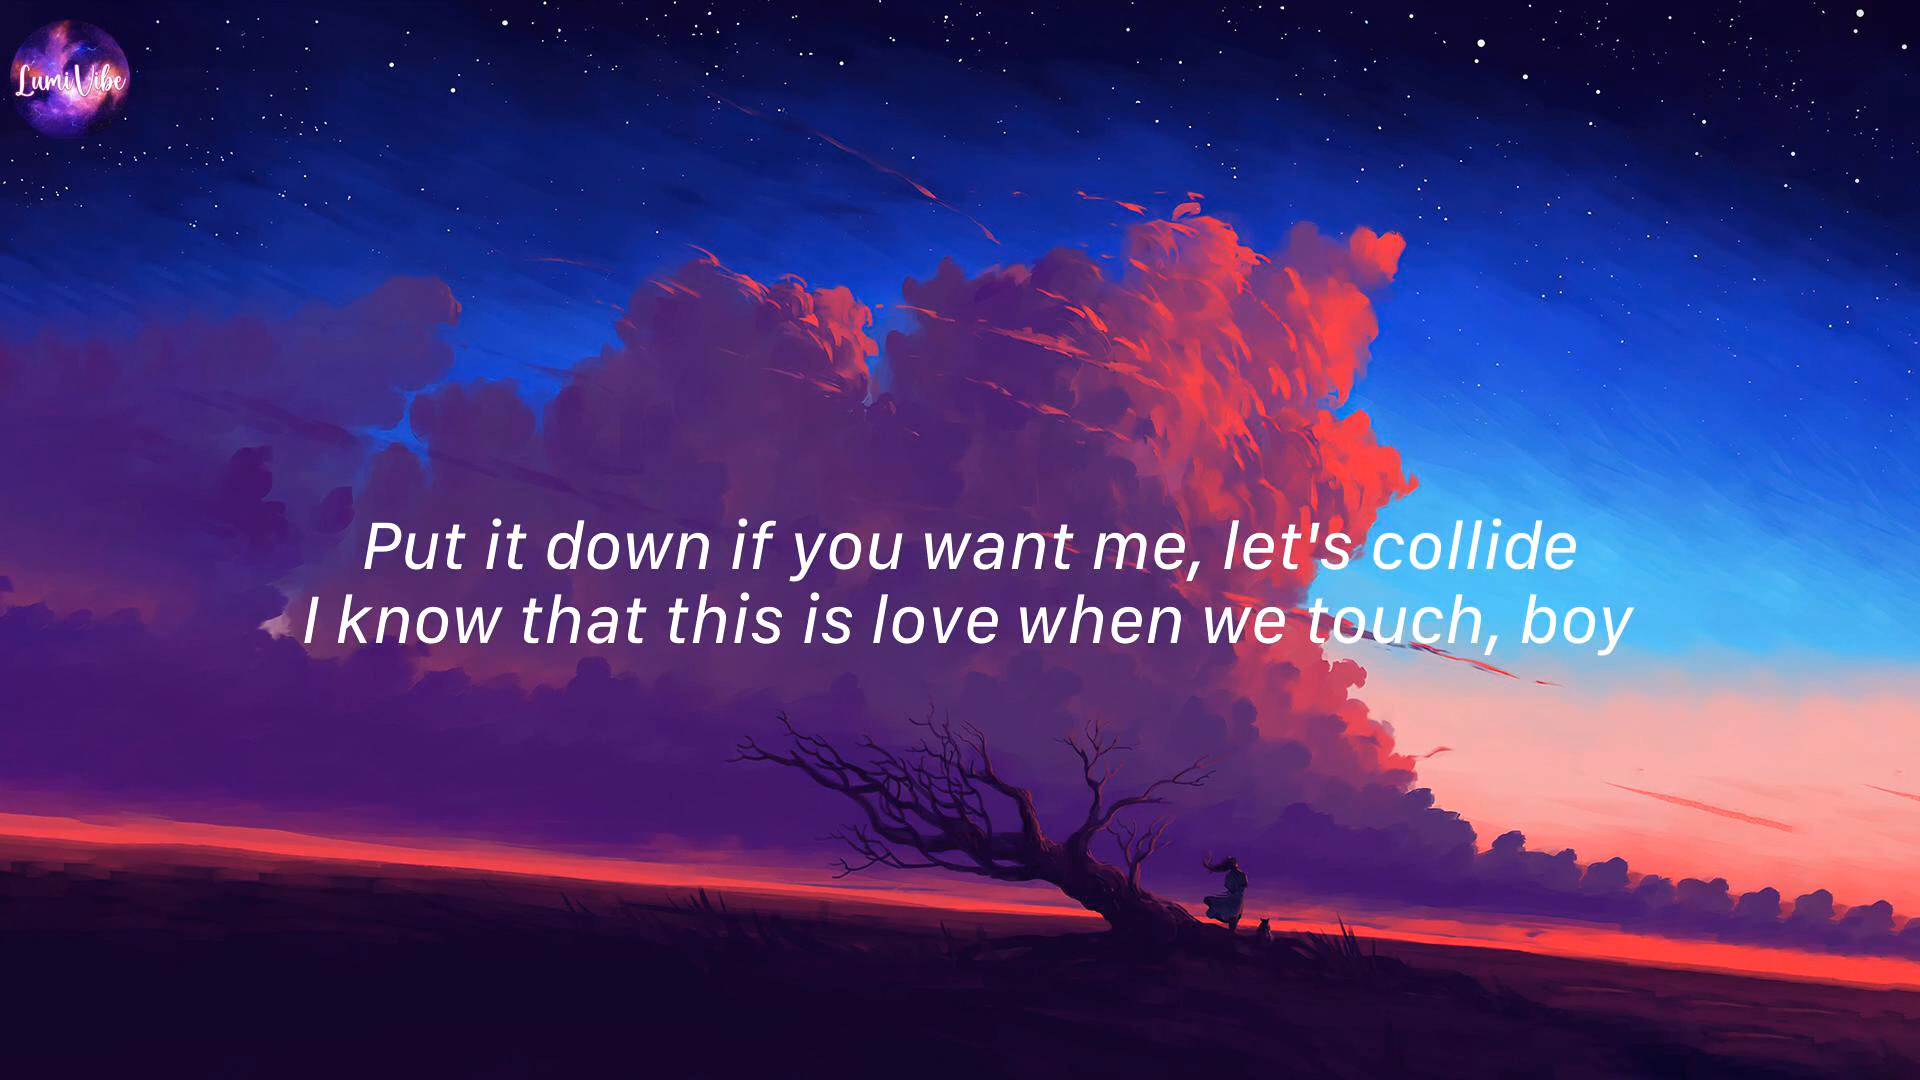 LumiVibe
Put it down if you want me, let's collide
I know that this is love when we touch, boy